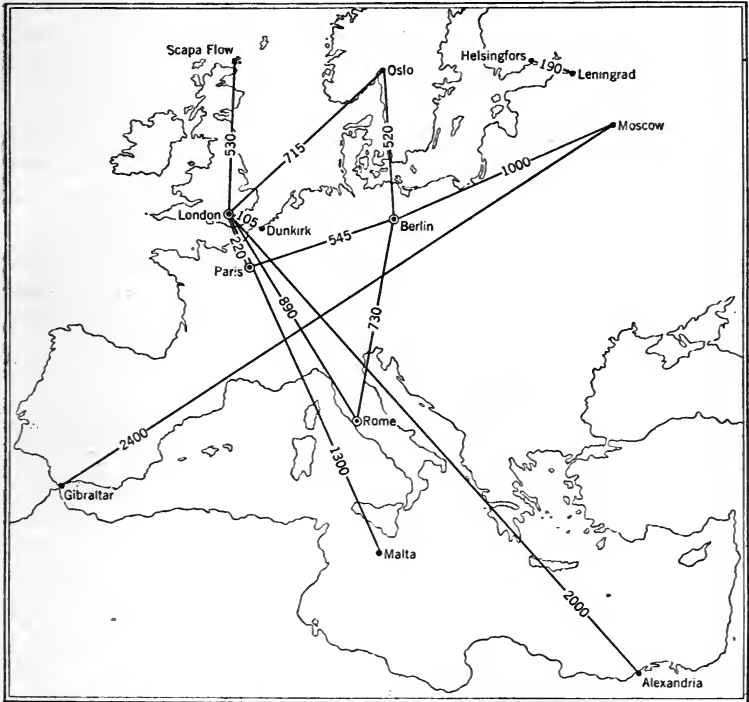 Scapa Flow
Oslo
Helsingfors
190
Leningrad
Moscow
530
715
520
1000
London
105
Dunkirk
Berlin
220
545
Paris
890
730
Rome
2400
1300
Gibraltar
Malta
2000
Alexandria